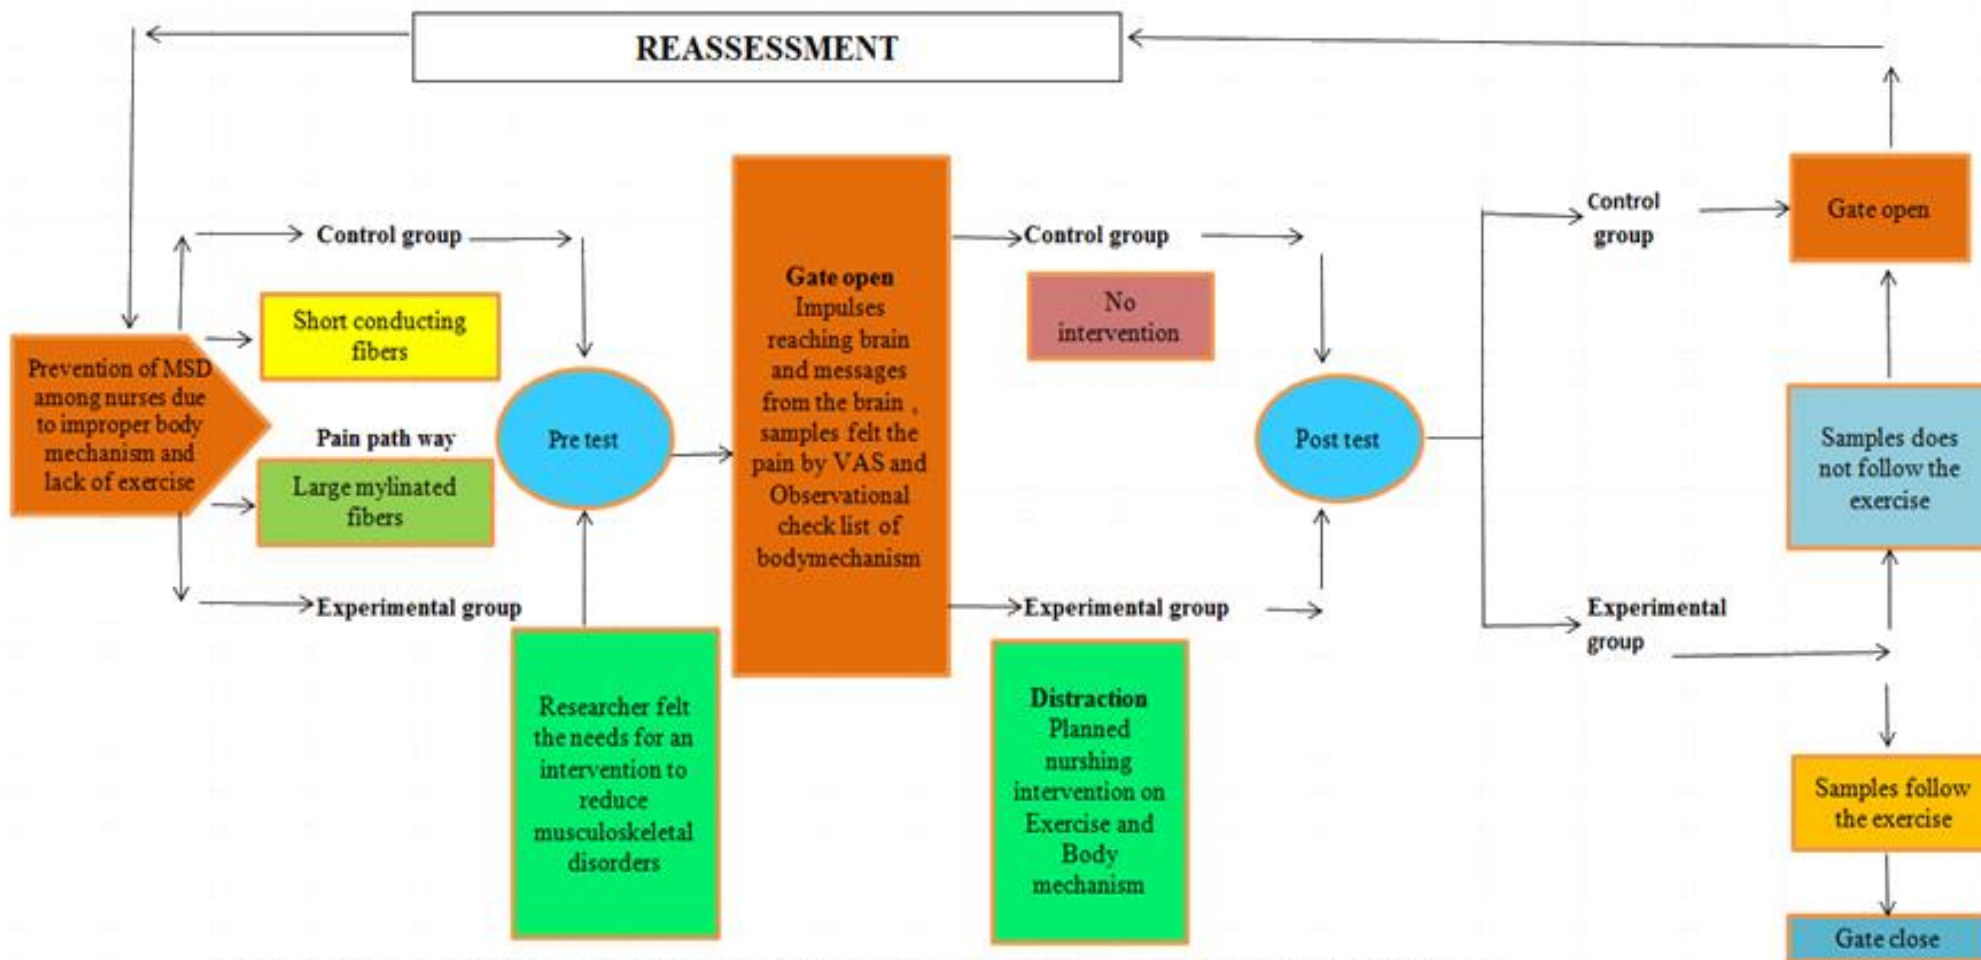 REASSESSMENT
Control group
Short conducting
fibers
Prevention of MSD
among nurses due
to improper body
mechanism and
lack of exercise
Pain path way
Large mylinated
fibers
Experimental group
Pre test
Researcher felt
the needs for an
intervention to
reduce
musculoskeletal
disorders
Gate open
Impulses
reaching brain
and messages
from the brain ,
samples felt the
pain by VAS and
Observational
check list of
bodymechanism
Control group
No
intervention
Experimental group
Distraction
Planned
nurshing
intervention on
Exercise and
Body
mechanism
Post test
Control
group
Gate open
Samples does
not follow the
exercise
Experimental
group
Samples follow
the exercise
Gate close